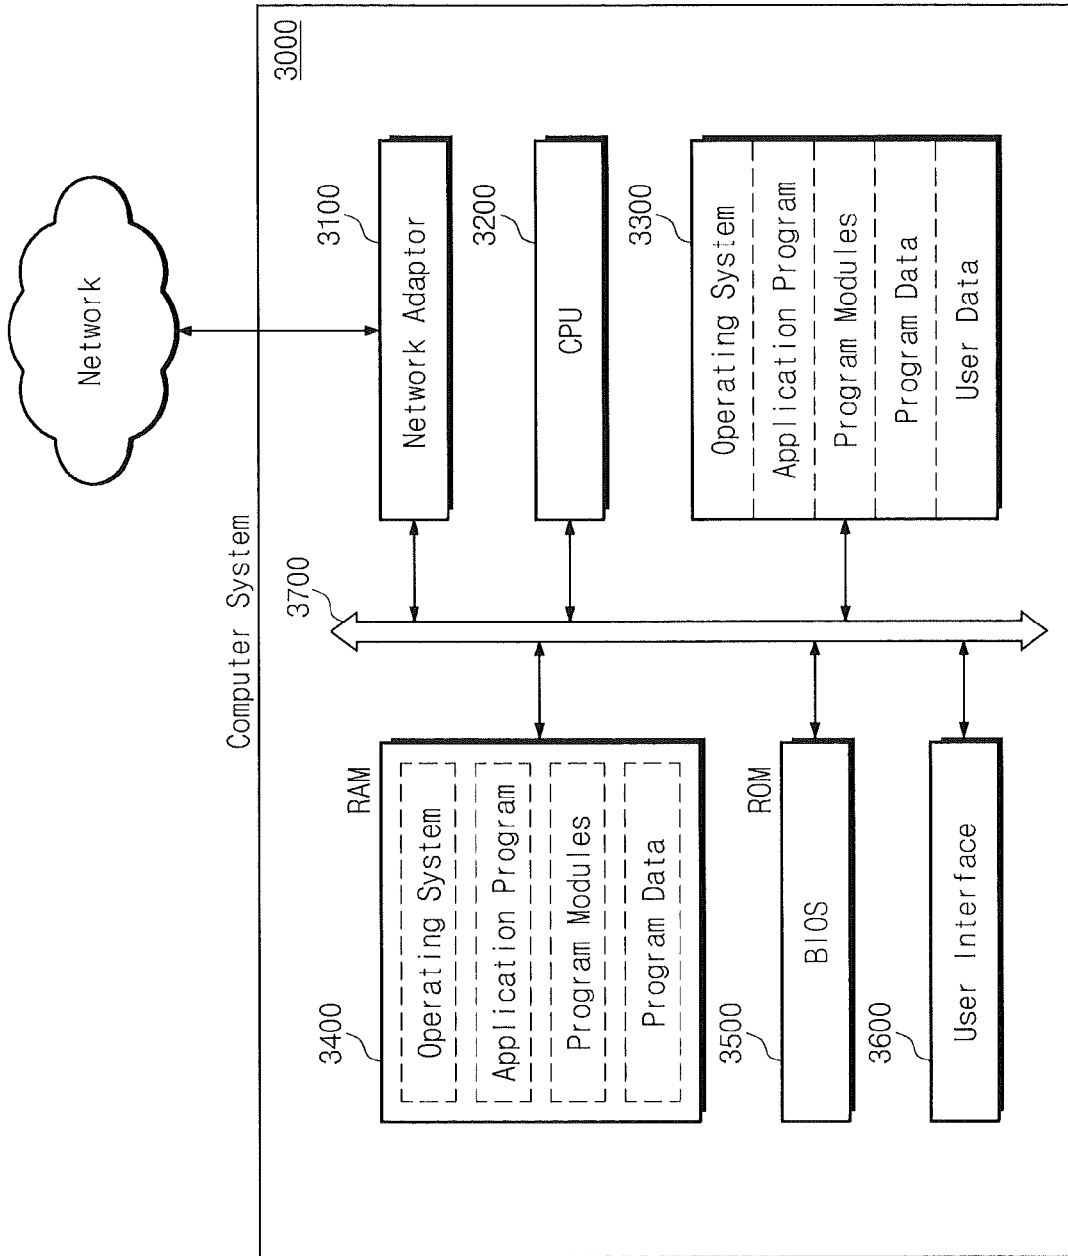 Computer System
3000
Network
3400
RAM
Operating System
Application Program
Program Modules
Program Data
3500
ROM
BIOS
3600
User Interface
3700
3100
Network Adaptor
3200
CPU
3300
Operating System
Application Program
Program Modules
Program Data
User Data